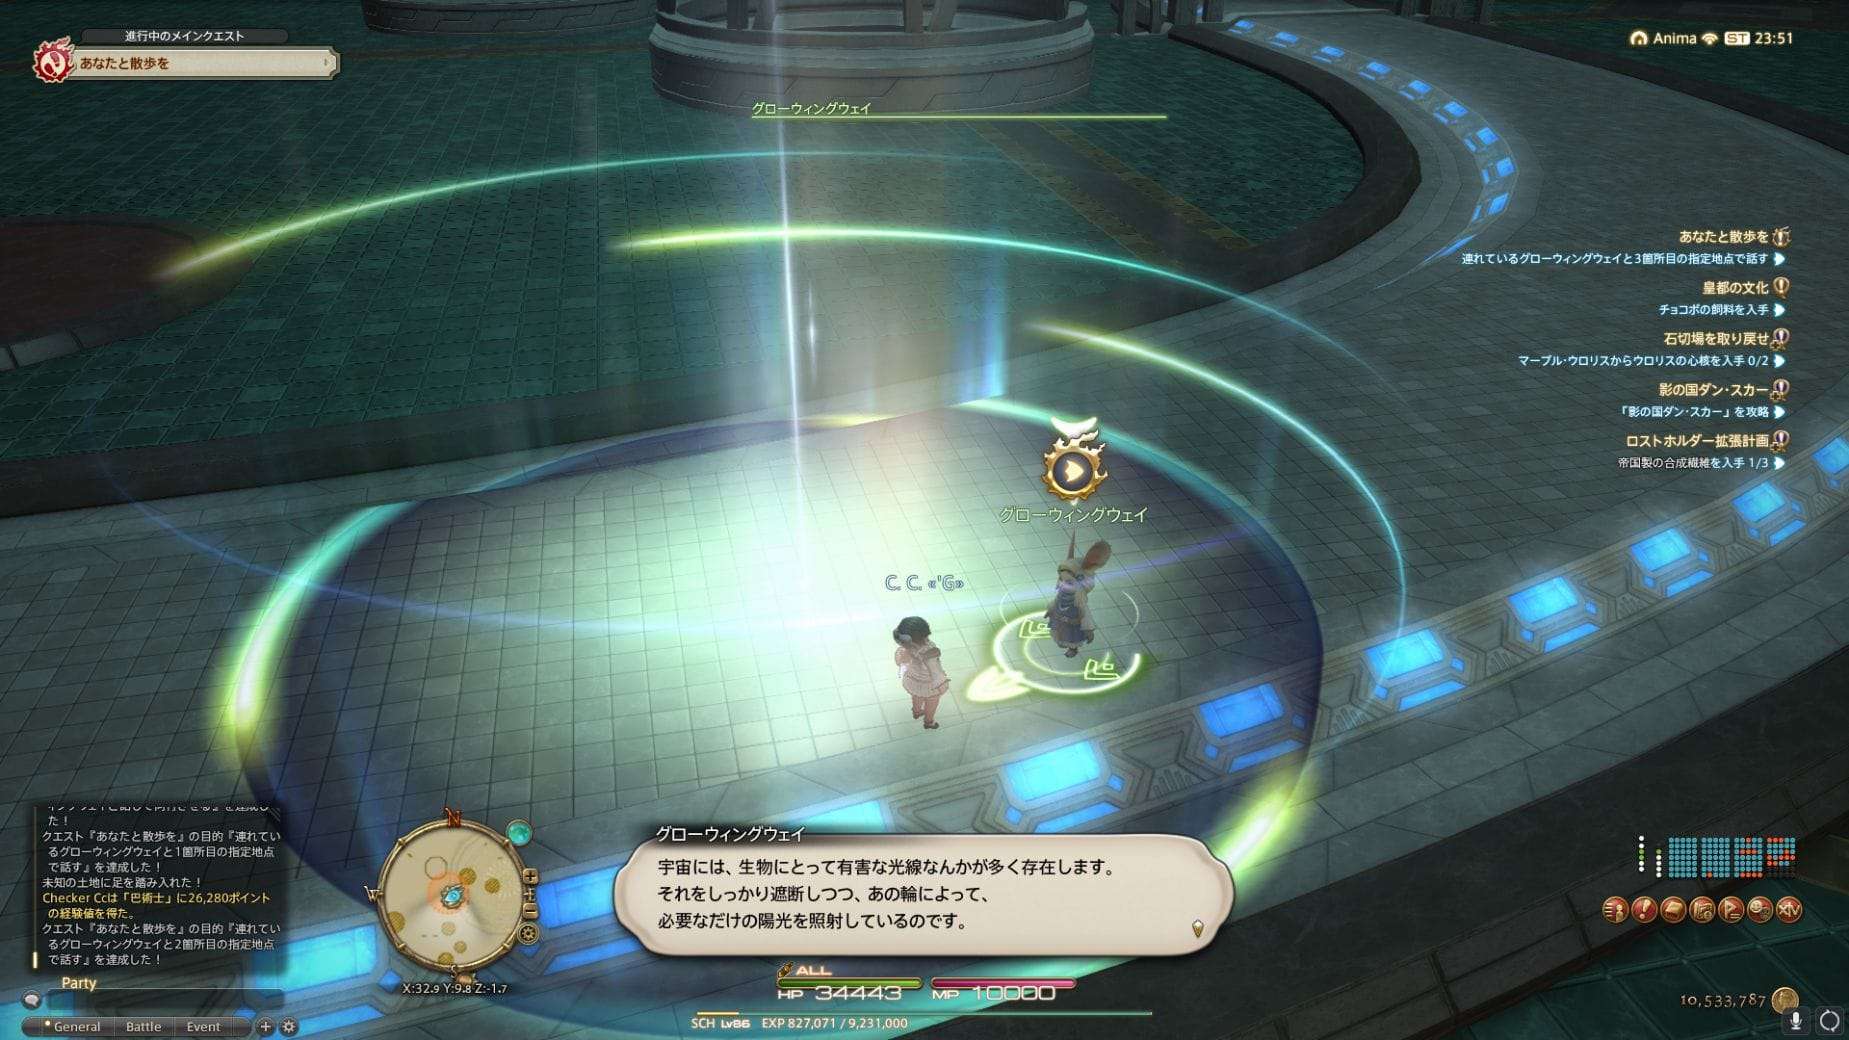 進行中のメインクエスト
あなたと散歩を
Anima ST 23:51
グローウィングウェイ
あなたと散歩を
連れているグローウィングウェイと3箇所目の指定地点で話す
皇都の文化
チョコボの飼料を入手
石切場を取り戻せ
マーブル・ウロリスからウロリスの心核を入手 0/2
影の国ダン・スカー
「影の国ダン・スカー」を攻略
ロストホルダー拡張計画
帝国製の合成繊維を入手 1/3
グローウィングウェイ
C. C. «'G»
た！
クエスト『あなたと散歩を』の目的『連れてい
るグローウィングウェイと1箇所目の指定地点
で話す』を達成した！
未知の土地に足を踏み入れた！
Checker Ccは「巴術士」に26,280ポイント
の経験値を得た。
クエスト『あなたと散歩を』の目的『連れてい
るグローウィングウェイと2箇所目の指定地点
で話す』を達成した！
Party
General Battle Event
N
W
X:32.9 Y:9.8 Z:-1.7
グローウィングウェイ
宇宙には、生物にとって有害な光線なんかが多く存在します。
それをしっかり遮断しつつ、あの輪によって、
必要なだけの陽光を照射しているのです。
ALL
HP 34443 MP 10000
SCH Lv86 EXP 827,071 / 9,231,000
XIV
10,533,787